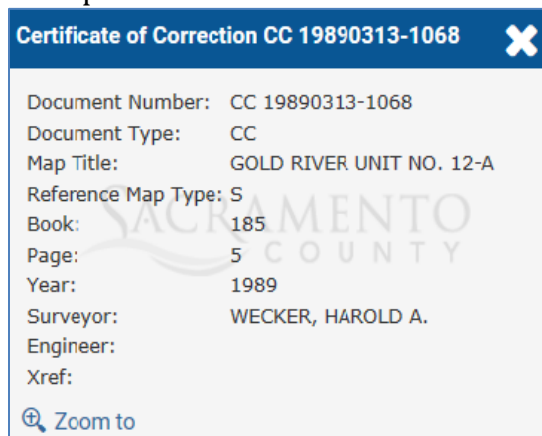 Certificate of Correction CC 19890313-1068
Document Number: CC 19890313-1068
Document Type: CC
Map Title: GOLD RIVER UNIT NO. 12-A
Reference Map Type: S
Book: 185
Page: 5
Year: 1989
Surveyor: WECKER, HAROLD A.
Engineer:
Xref:
SACRAMENTO
COUNTY
Zoom to